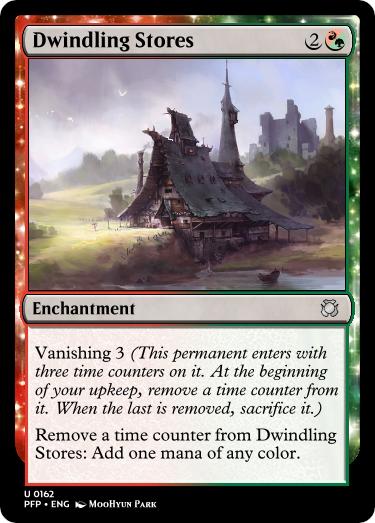 Dwindling Stores 2
Enchantment
Vanishing 3 (This permanent enters with
three time counters on it. At the beginning
of your upkeep, remove a time counter from
it. When the last is removed, sacrifice it.)
Remove a time counter from Dwindling
Stores: Add one mana of any color.
U 0162
PFP • ENG MooHyun Park